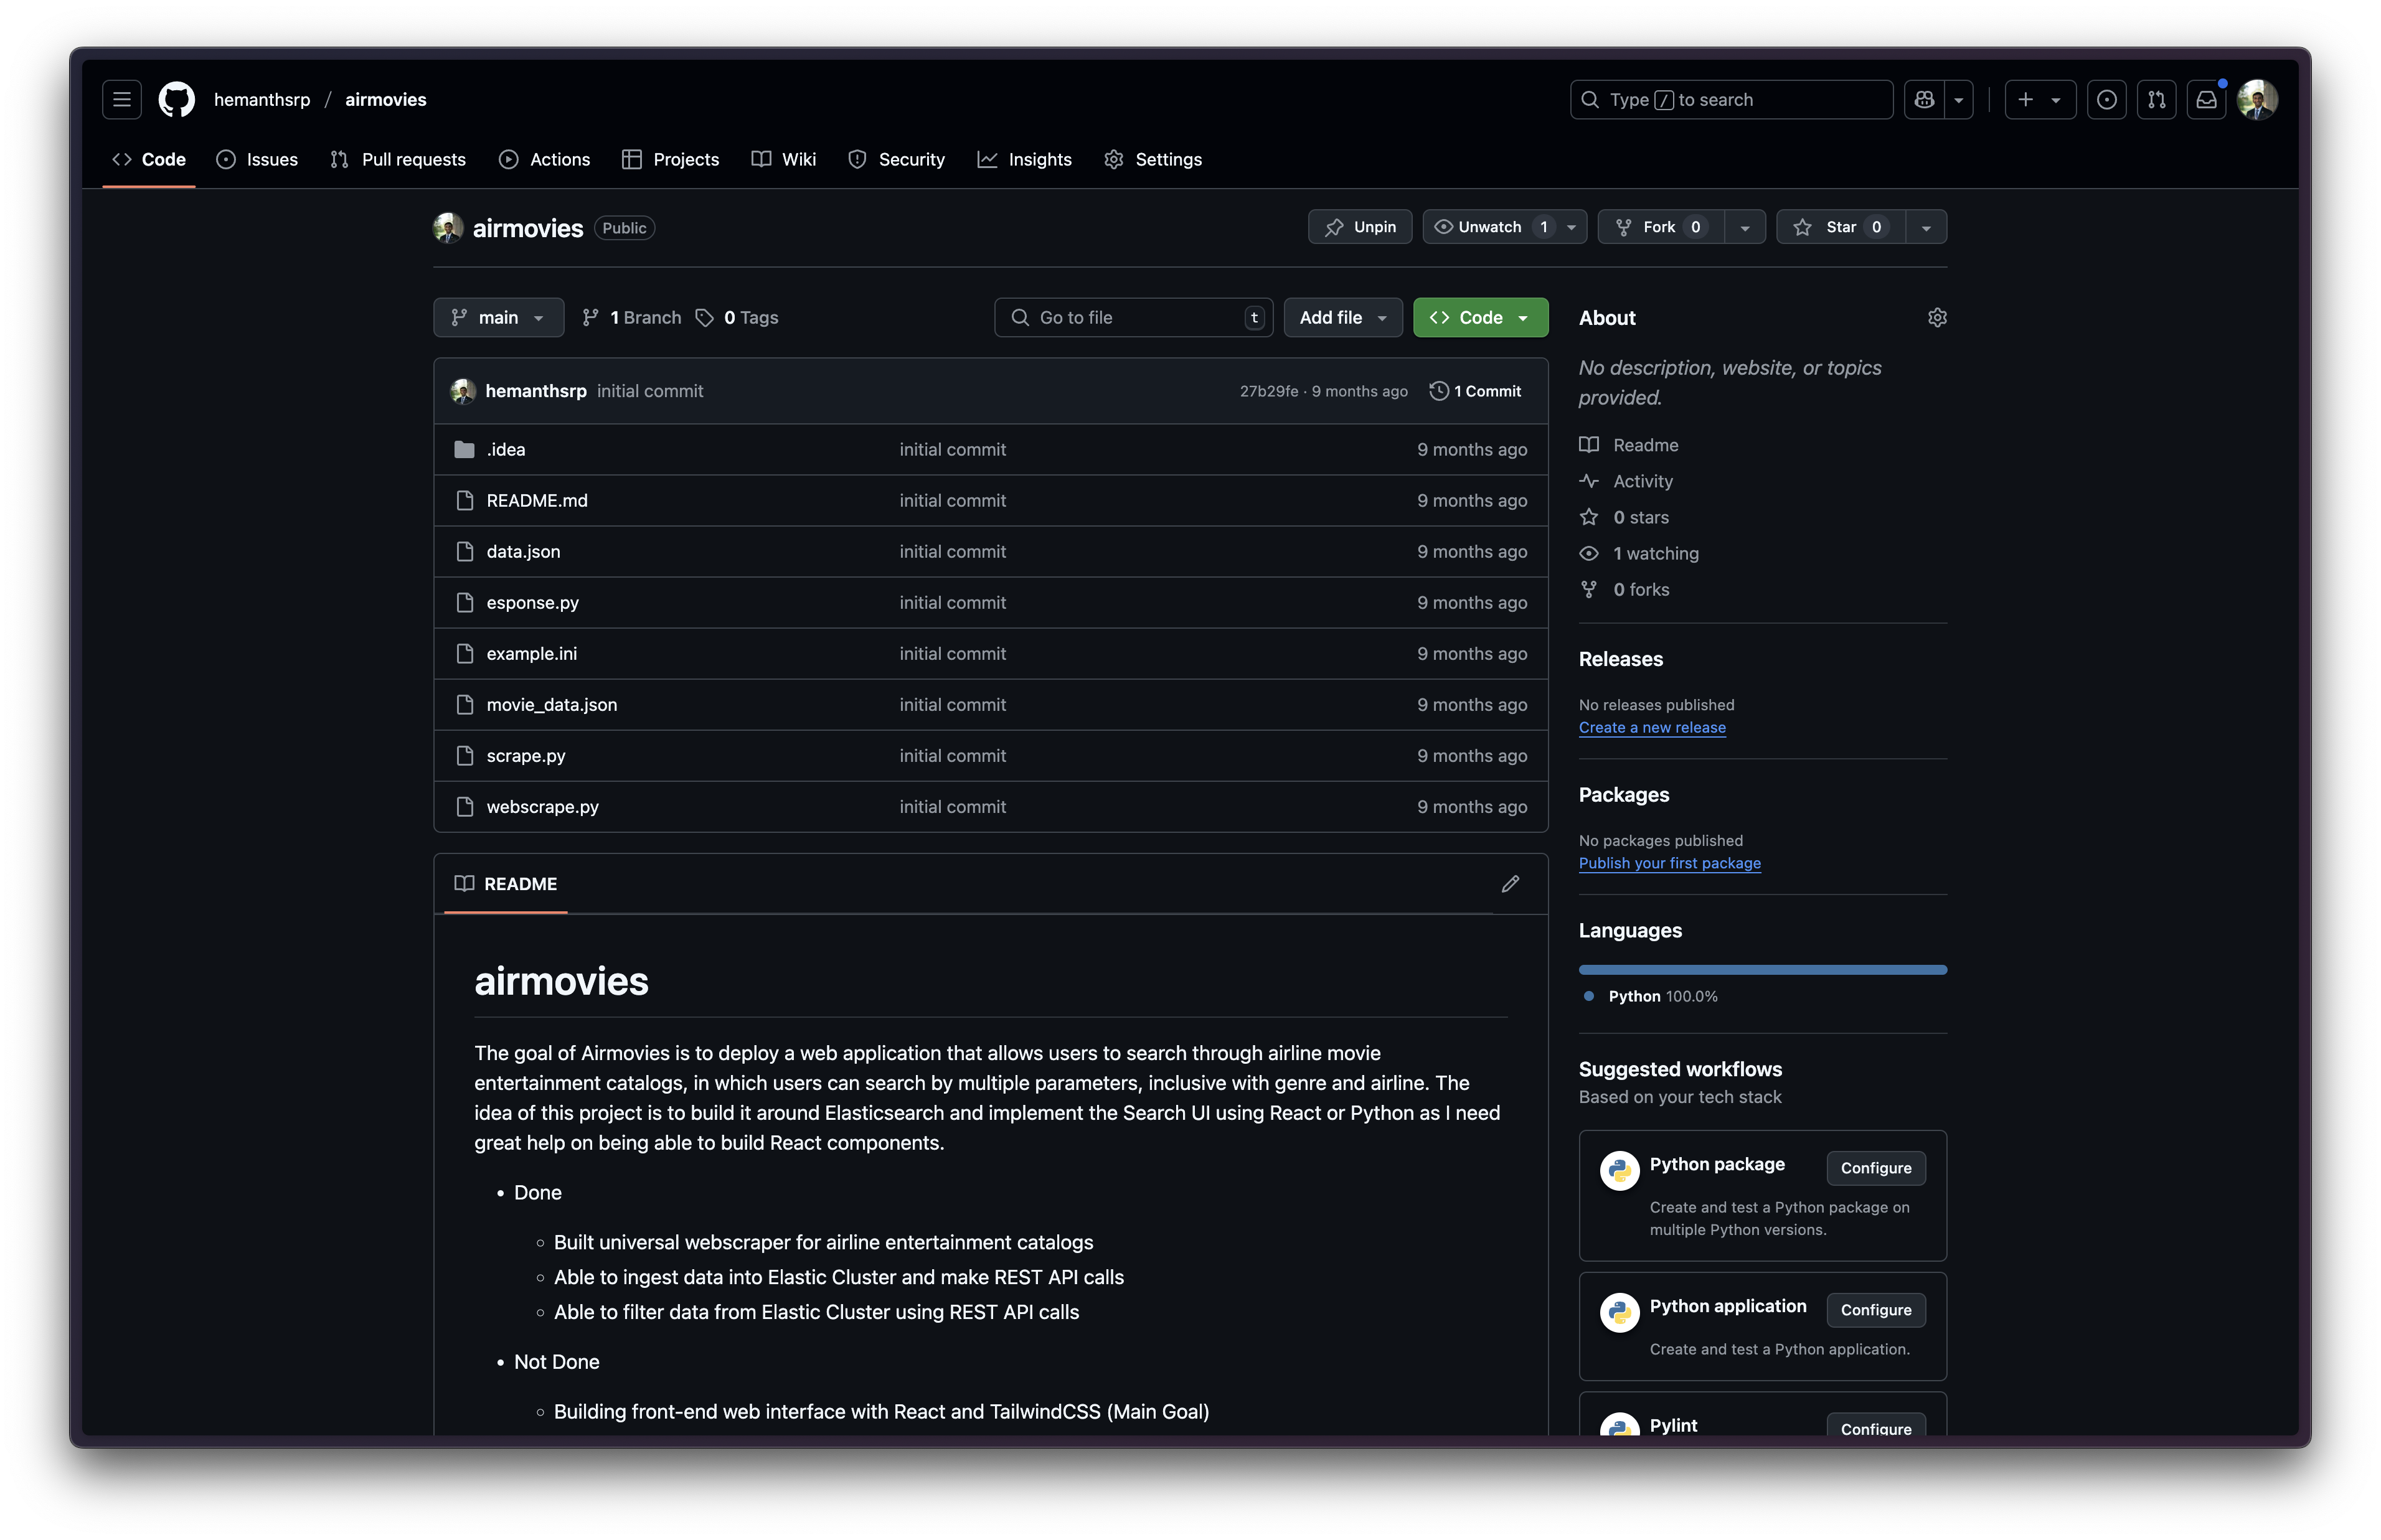 hemanthsrp / airmovies
Type / to search
Code Issues Pull requests Actions Projects Wiki Security Insights Settings
airmovies Public
Unpin Unwatch 1 Fork 0 Star 0
main 1 Branch 0 Tags
Go to file t Add file Code
hemanthsrp initial commit 27b29fe · 9 months ago 1 Commit
.idea initial commit 9 months ago
README.md initial commit 9 months ago
data.json initial commit 9 months ago
esponse.py initial commit 9 months ago
example.ini initial commit 9 months ago
movie_data.json initial commit 9 months ago
scrape.py initial commit 9 months ago
webscrape.py initial commit 9 months ago
README
airmovies
The goal of Airmovies is to deploy a web application that allows users to search through airline movie
entertainment catalogs, in which users can search by multiple parameters, inclusive with genre and airline. The
idea of this project is to build it around Elasticsearch and implement the Search UI using React or Python as I need
great help on being able to build React components.
• Done
◦ Built universal webscraper for airline entertainment catalogs
◦ Able to ingest data into Elastic Cluster and make REST API calls
◦ Able to filter data from Elastic Cluster using REST API calls
• Not Done
◦ Building front-end web interface with React and TailwindCSS (Main Goal)
About
No description, website, or topics
provided.
Readme
Activity
0 stars
1 watching
0 forks
Releases
No releases published
Create a new release
Packages
No packages published
Publish your first package
Languages
Python 100.0%
Suggested workflows
Based on your tech stack
Python package Configure
Create and test a Python package on
multiple Python versions.
Python application Configure
Create and test a Python application.
Pylint Configure